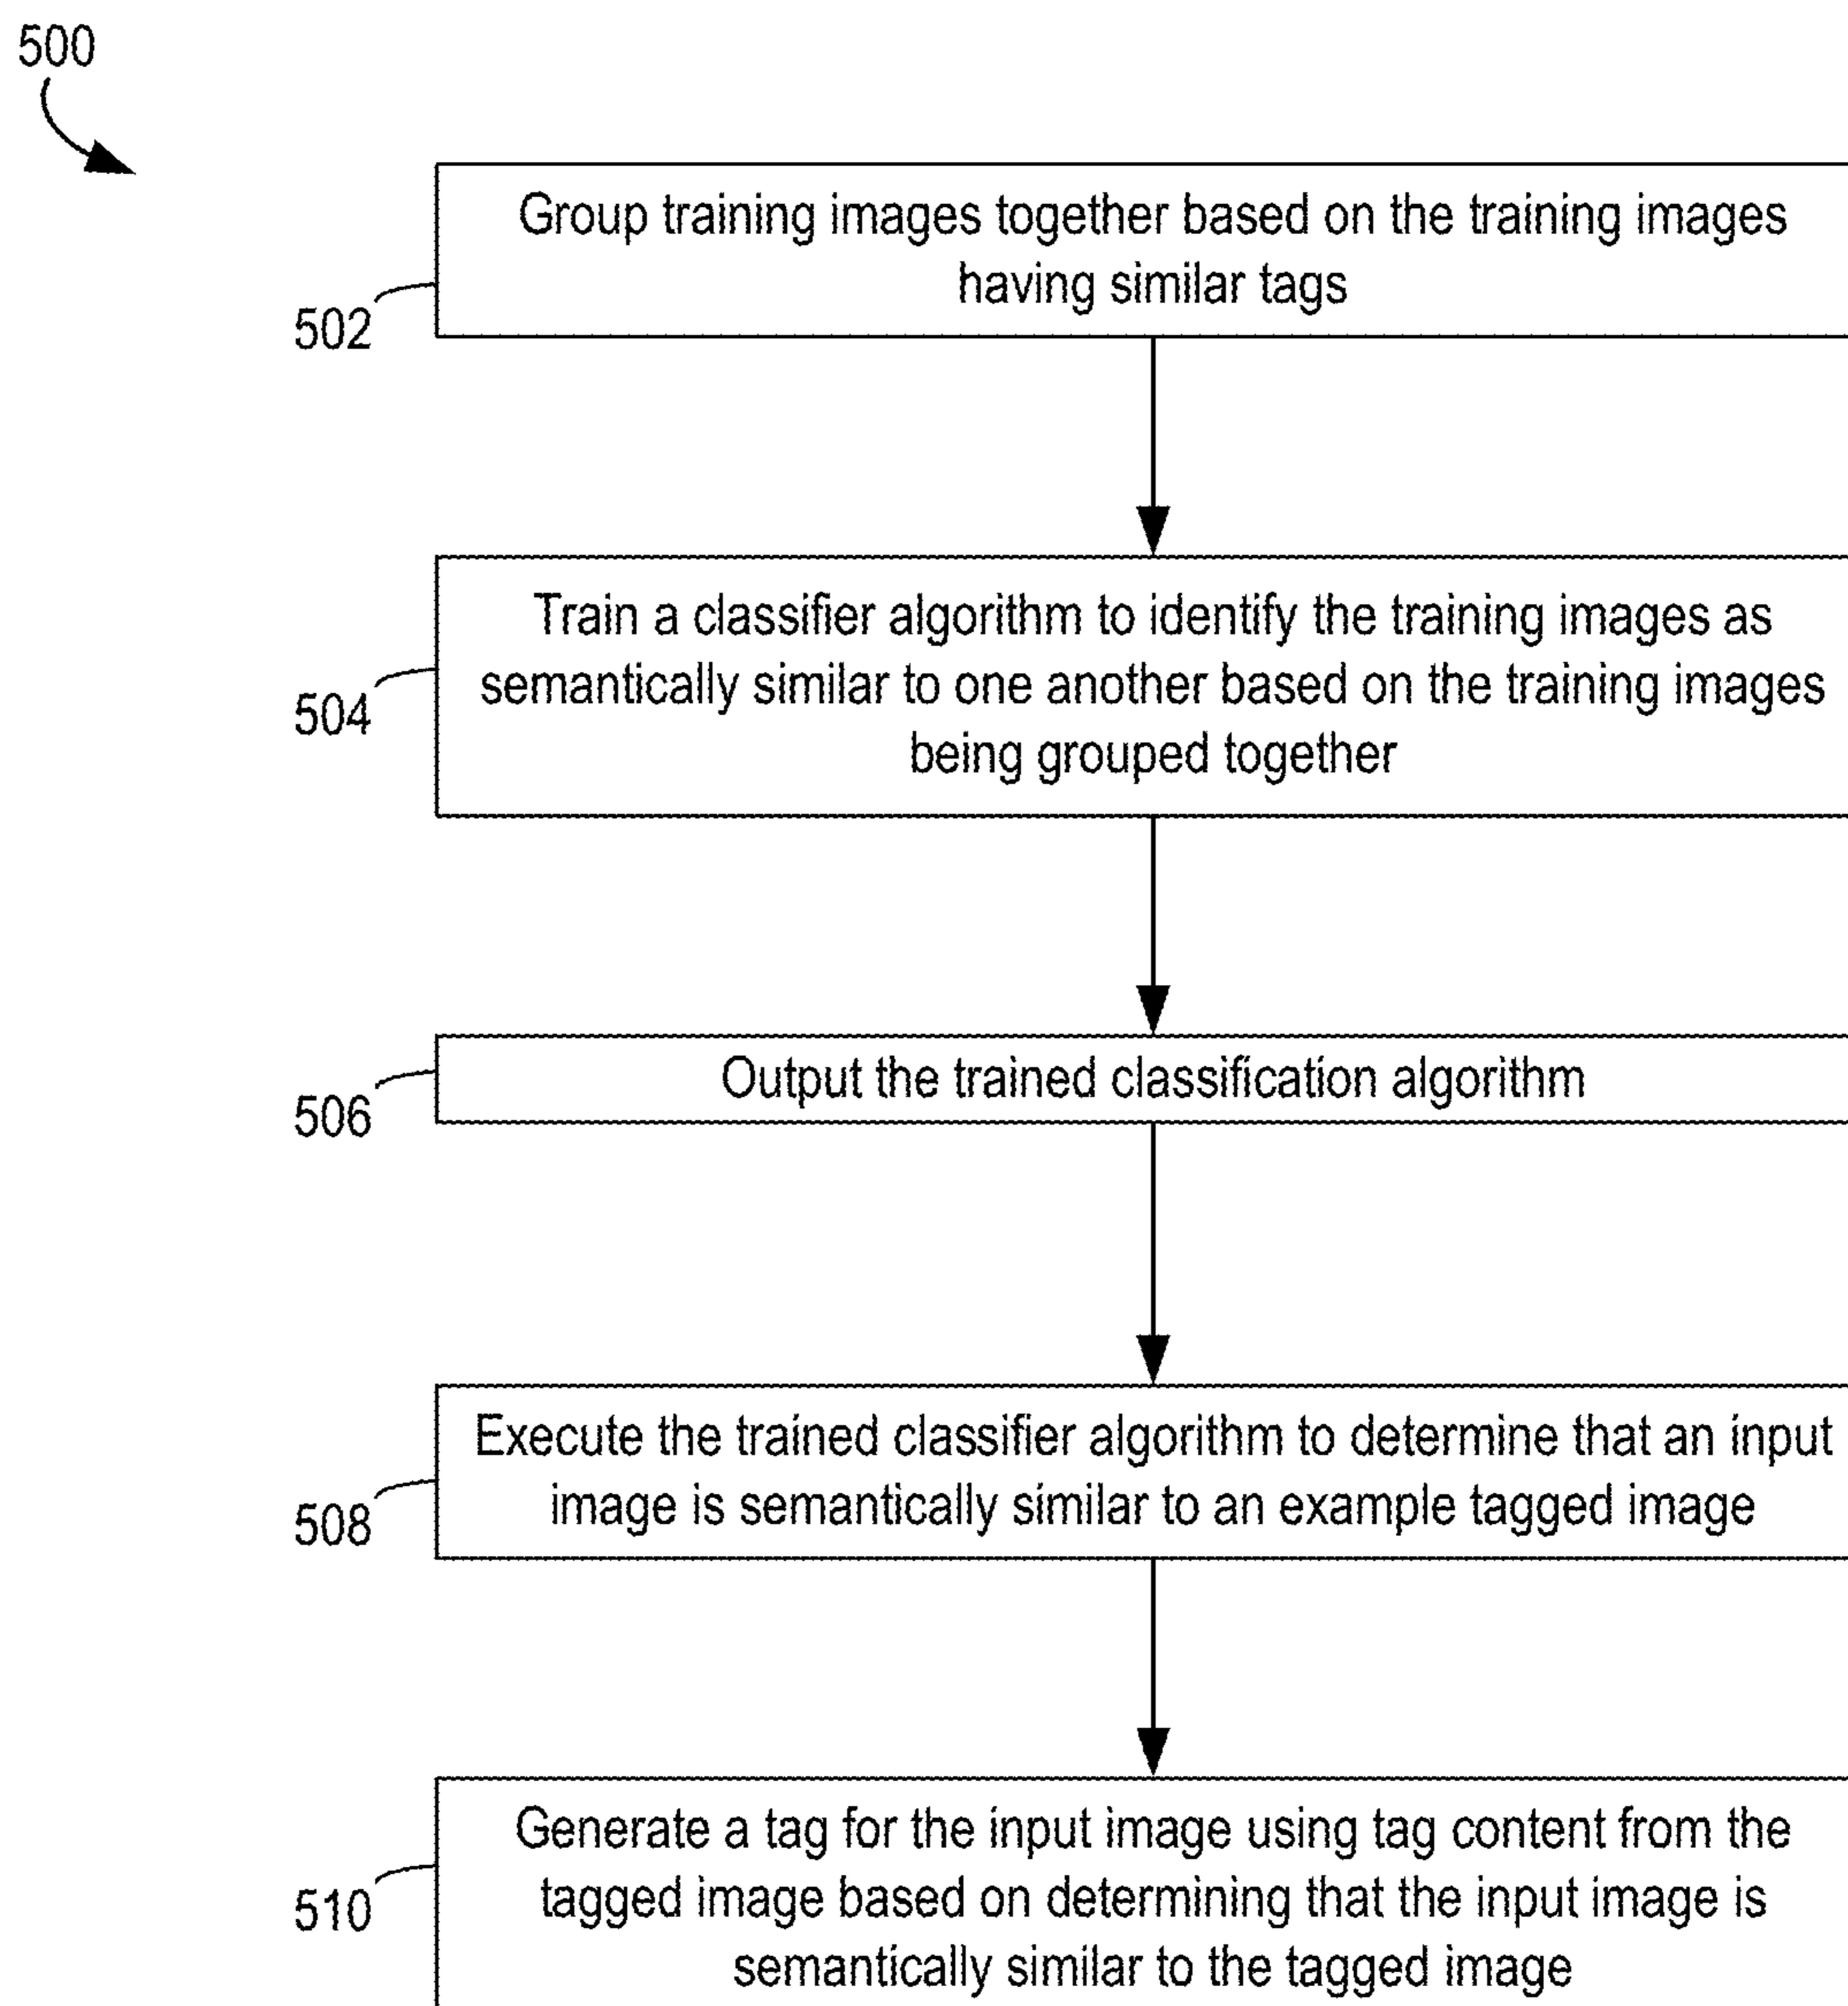 500
Group training images together based on the training images
having similar tags
502
Train a classifier algorithm to identify the training images as
semantically similar to one another based on the training images
being grouped together
504
Output the trained classification algorithm
506
Execute the trained classifier algorithm to determine that an input
image is semantically similar to an example tagged image
508
Generate a tag for the input image using tag content from the
tagged image based on determining that the input image is
semantically similar to the tagged image
510